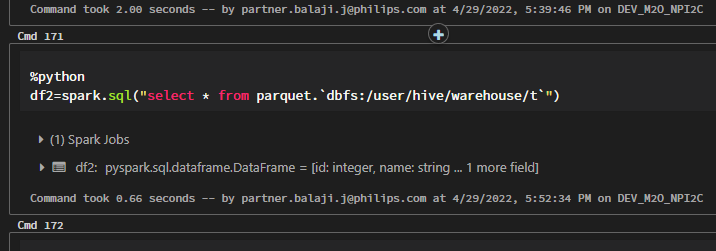 Command took 2.00 seconds -- by partner.balaji.j@philips.com at 4/29/2022, 5:39:46 PM on DEV_M2O_NPI2C
Cmd 171
%python
df2=spark.sql("select * from parquet.`dbfs:/user/hive/warehouse/t`")
(1) Spark Jobs
df2: pyspark.sql.dataframe.DataFrame = [id: integer, name: string ... 1 more field]
Command took 0.66 seconds -- by partner.balaji.j@philips.com at 4/29/2022, 5:52:34 PM on DEV_M2O_NPI2C
Cmd 172